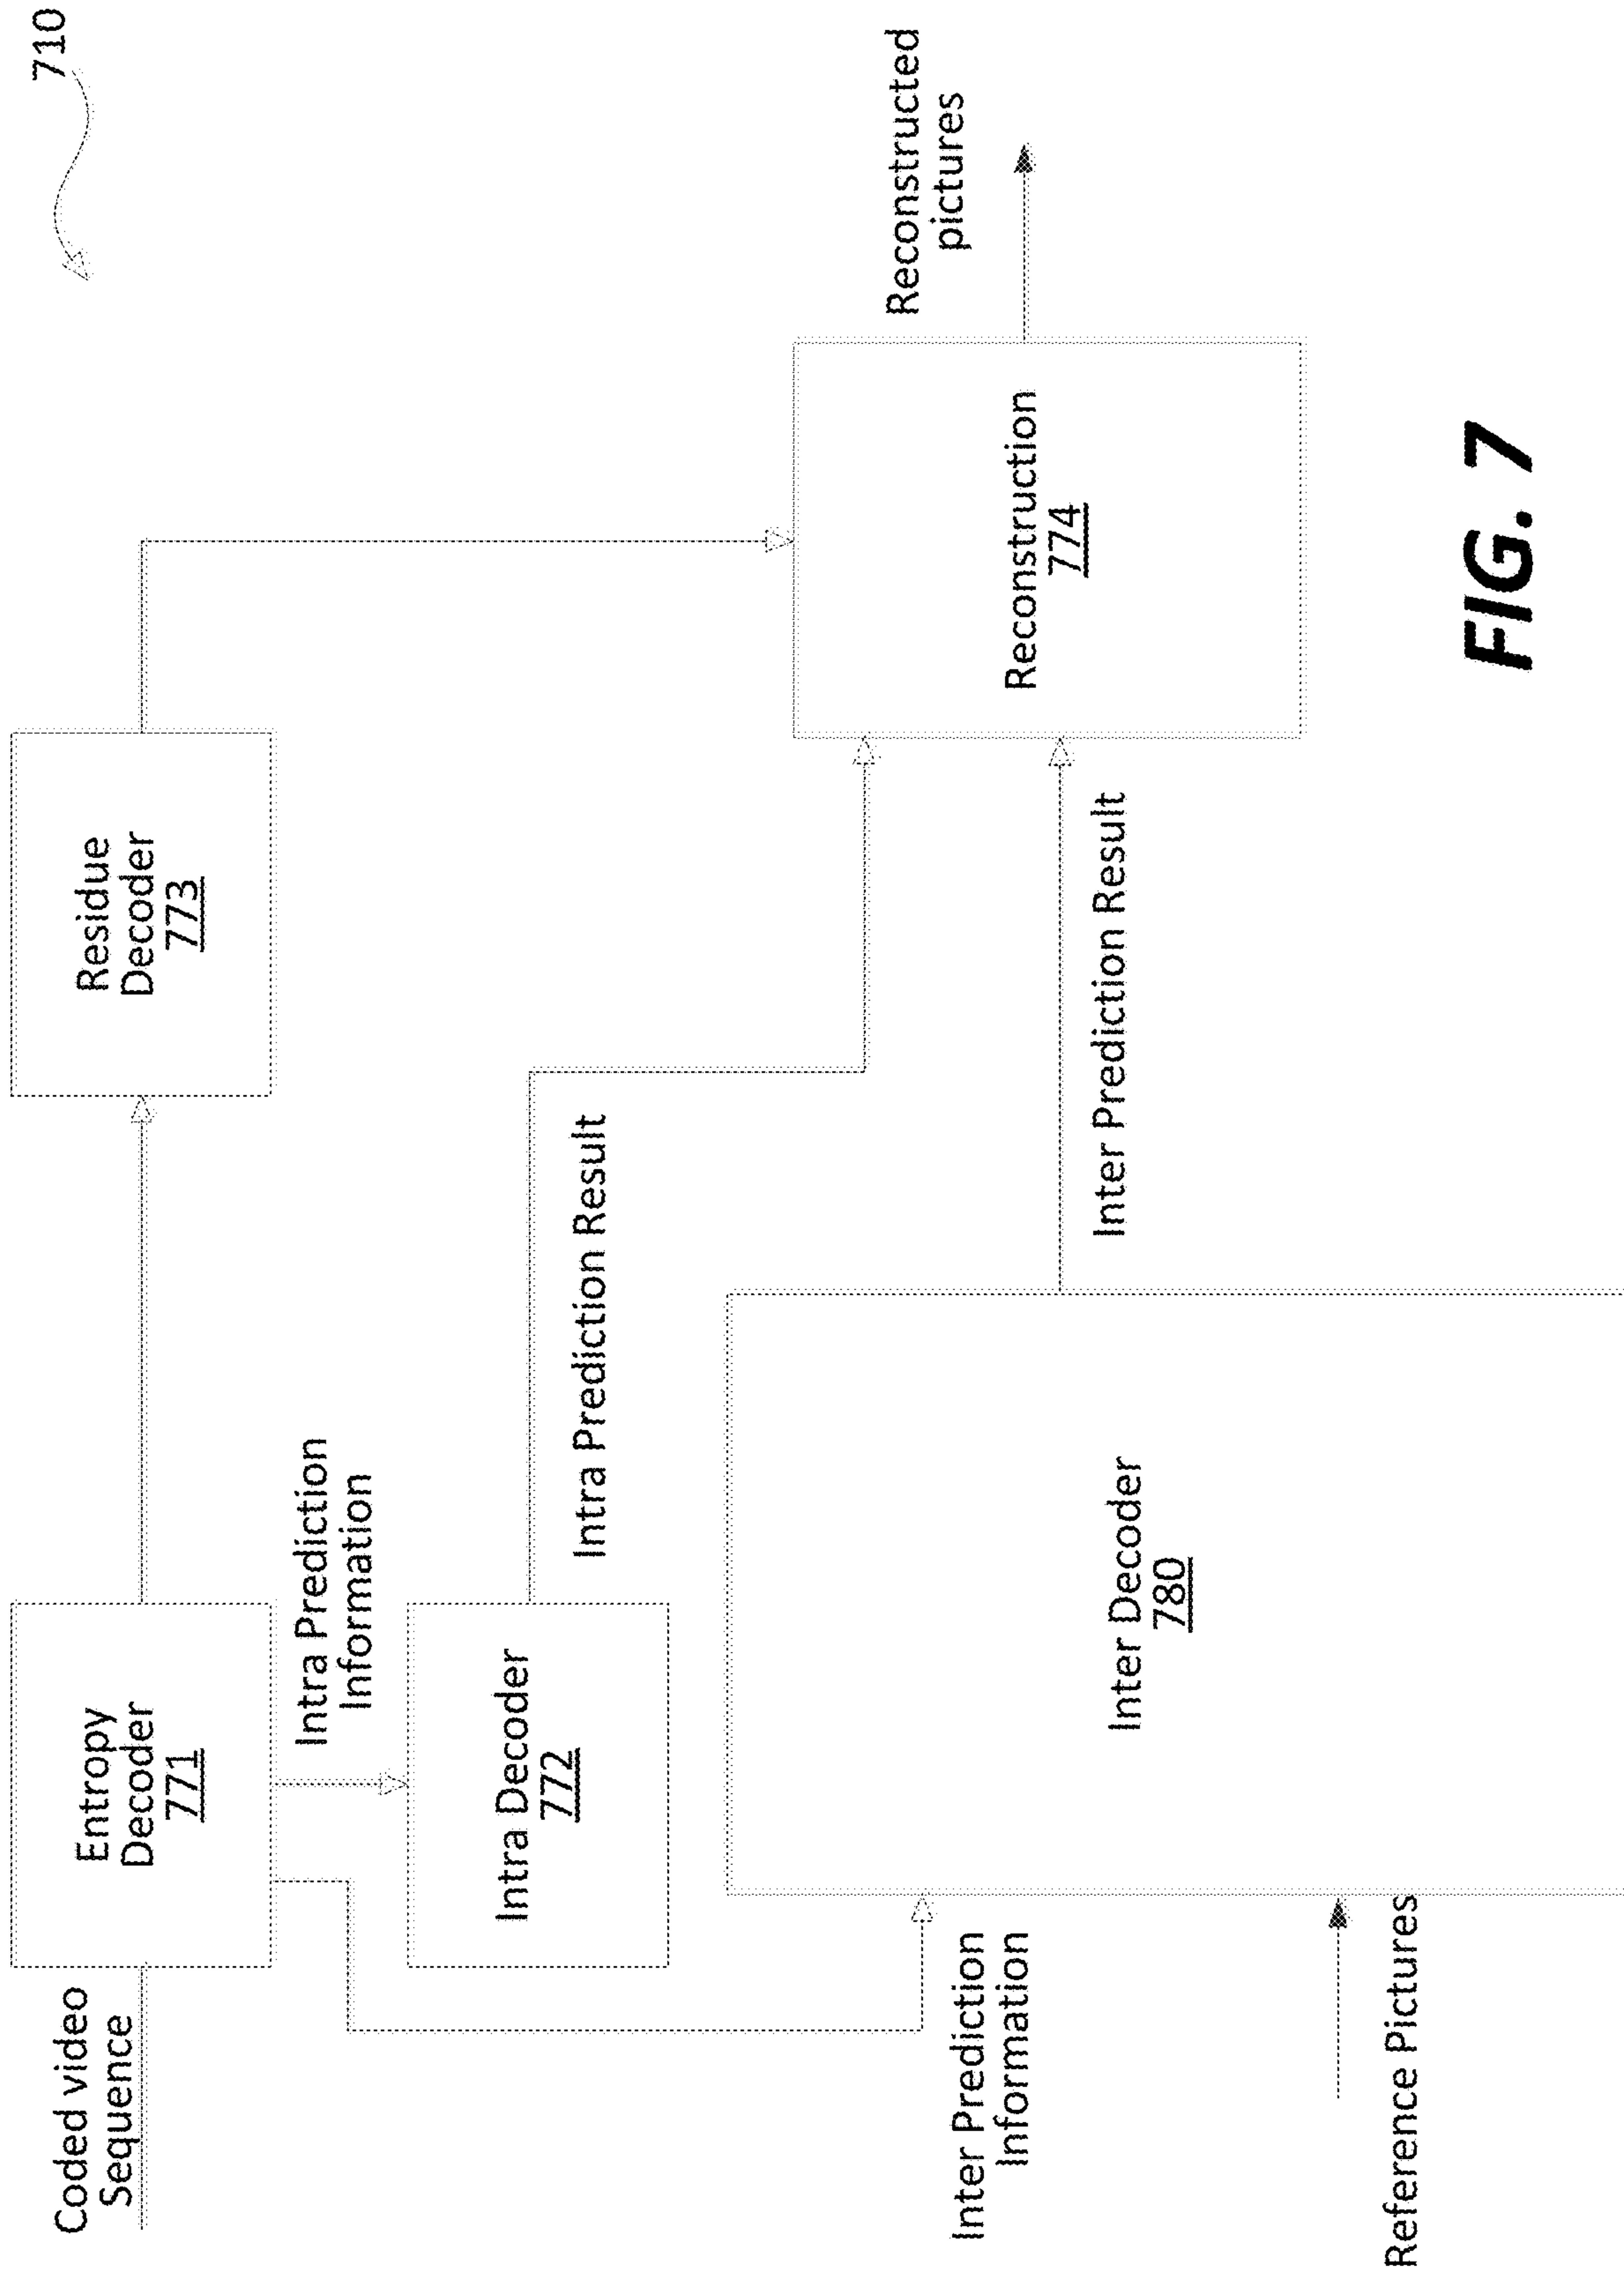 710
Coded video
Sequence
Entropy
Decoder
771
Residue
Decoder
773
Intra Prediction
Information
Intra Decoder
772
Intra Prediction Result
Inter Prediction
Information
Inter Decoder
780
Reference Pictures
Inter Prediction Result
Reconstruction
774
Reconstructed
pictures
FIG. 7